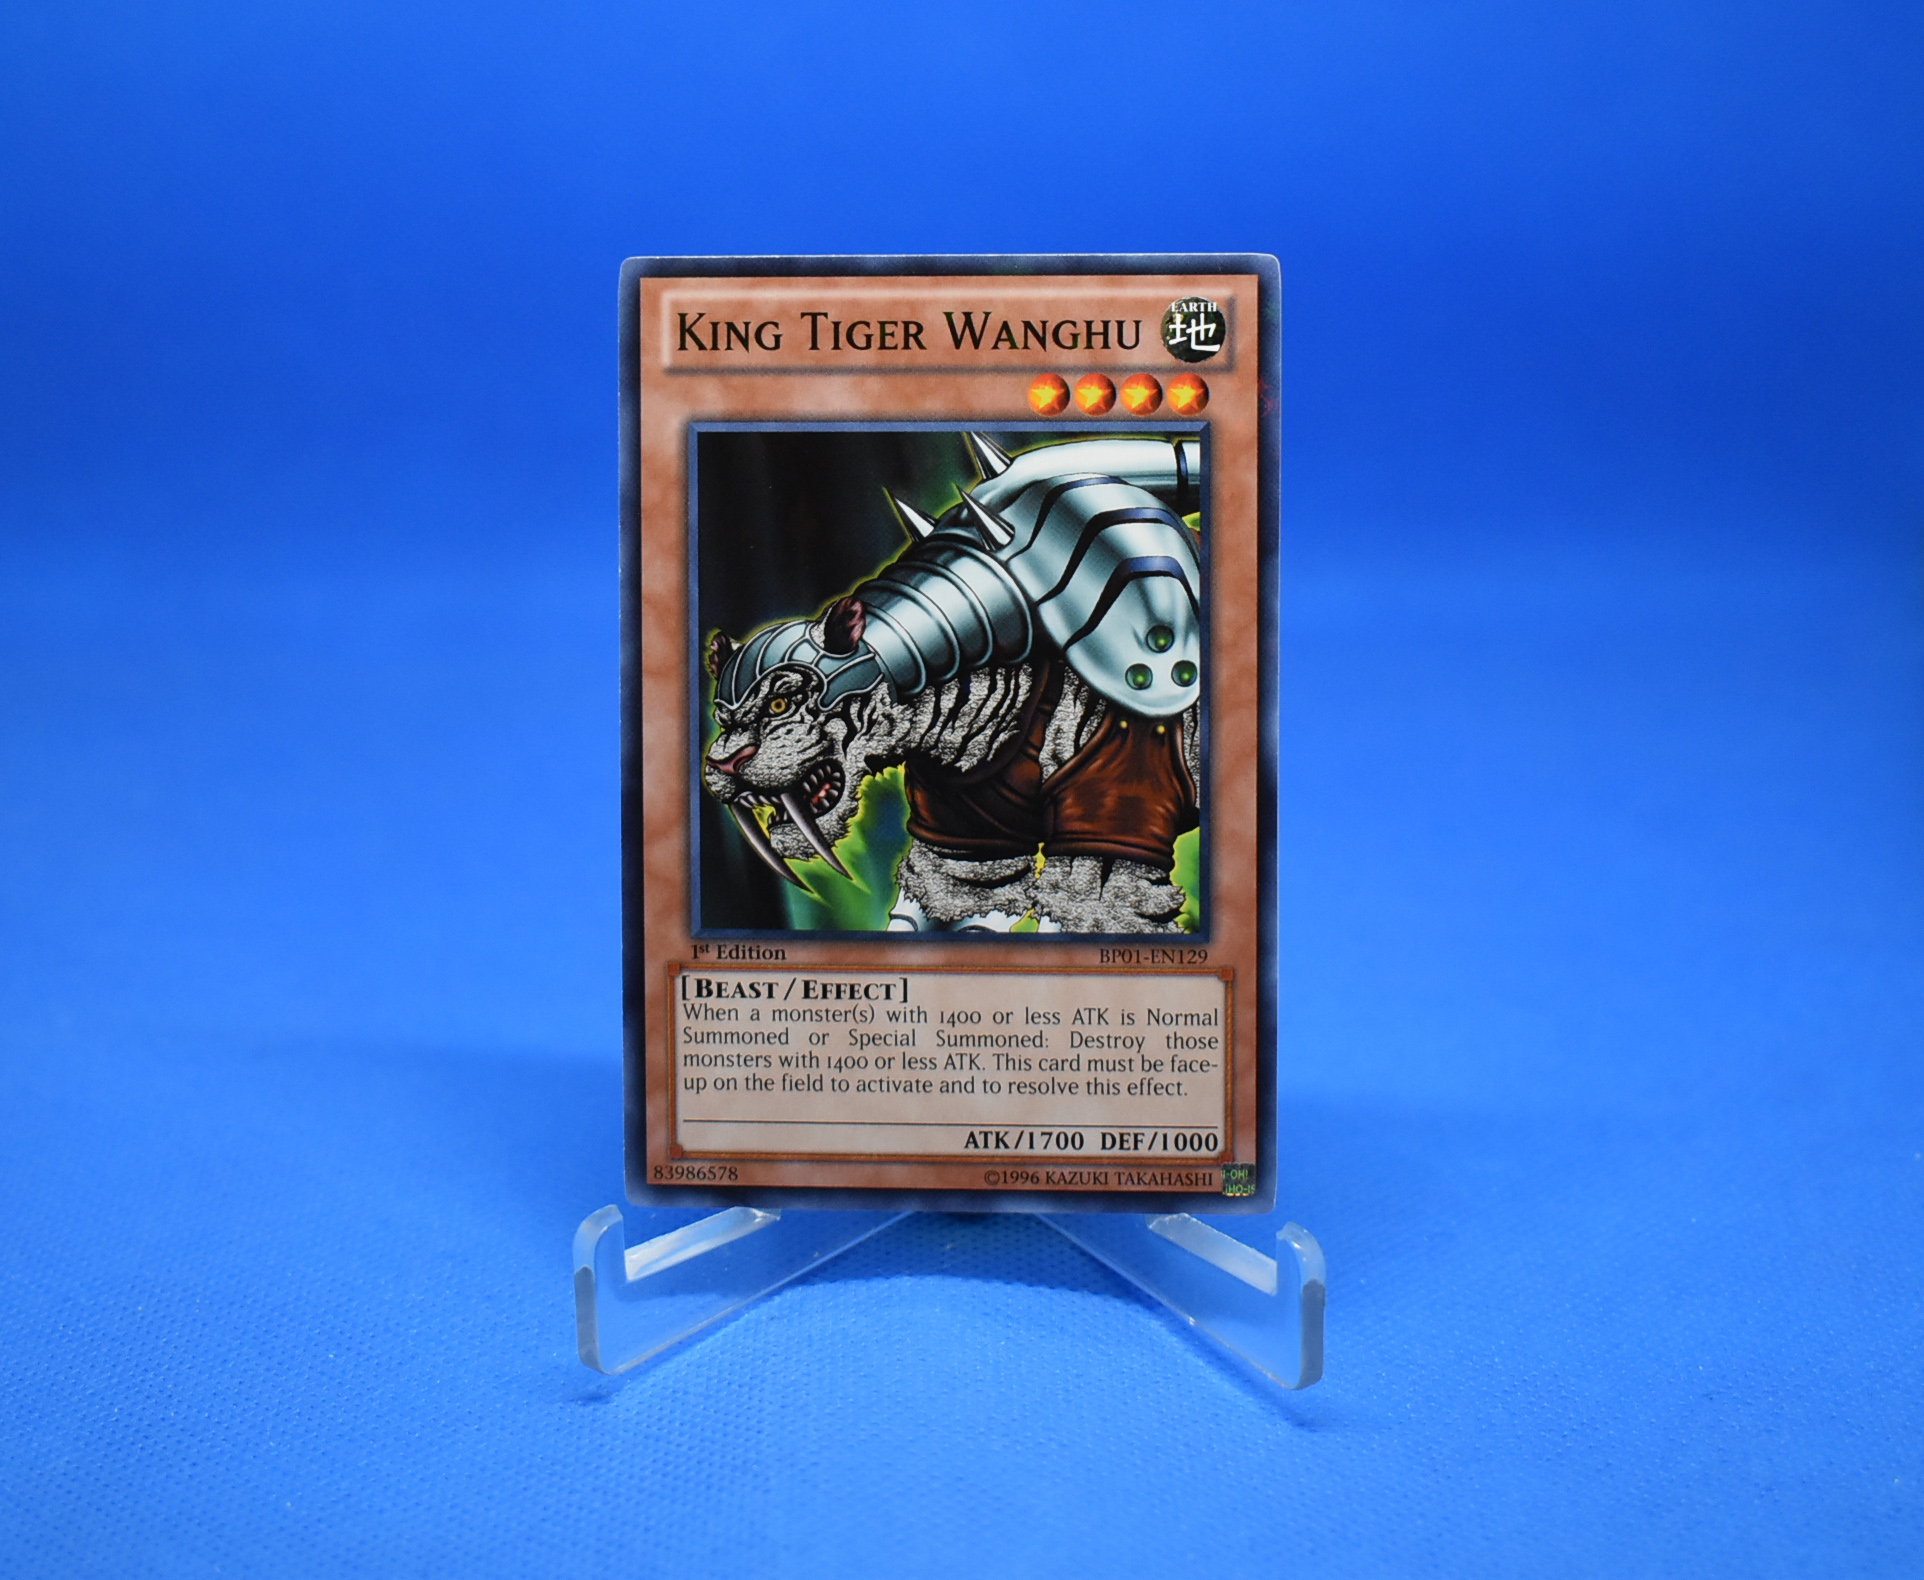 KING TIGER WANGHU
EARTH
地
1st Edition
BP01-EN129
[BEAST/EFFECT]
When a monster(s) with 1400 or less ATK is Normal
Summoned or Special Summoned: Destroy those
monsters with 1400 or less ATK. This card must be face-
up on the field to activate and to resolve this effect.
ATK/1700 DEF/1000
83986578
©1996 KAZUKI TAKAHASHI